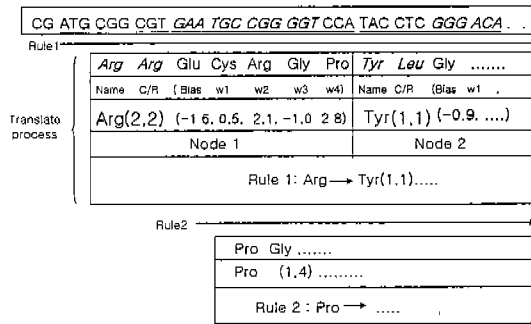 CG ATG CGG CGT GAA TGC CGG GGT CCA TAC CTC GGG ACA . .
Rule1
Arg Arg Glu Cys Arg Gly Pro Tyr Leu Gly .......
Name C/R (Bias w1 w2 w3 w4) Name C/R (Bias w1 .
Translate process
Arg(2,2) (-1 6, 0,5, 2,1, -1,0 2 8) Tyr(1,1) (-0,9, ....)
Node 1 Node 2
Rule 1: Arg → Tyr(1,1).....
Rule2
Pro Gly .......
Pro (1,4) .........
Rule 2 : Pro → .....